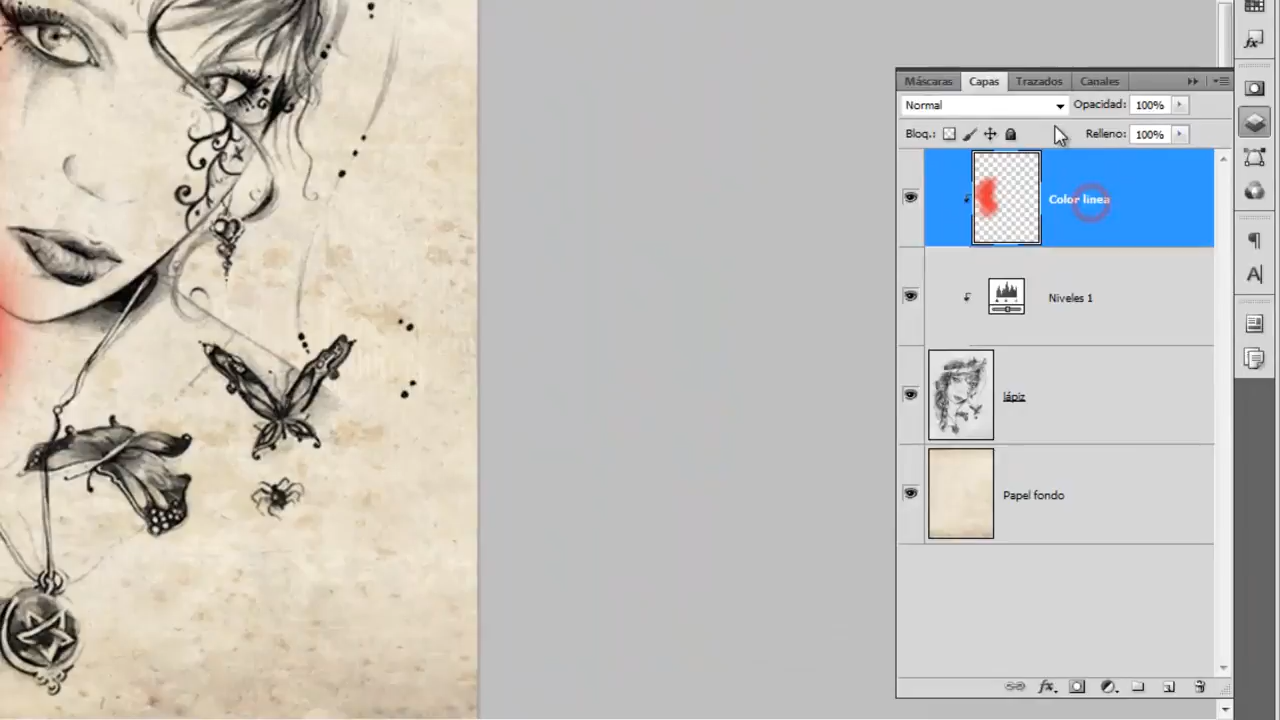 Máscaras Capas Trazados Canales
Normal Opacidad: 100%
Bloq.: Relleno: 100%
Color linea
Niveles 1
lápiz
Papel fondo